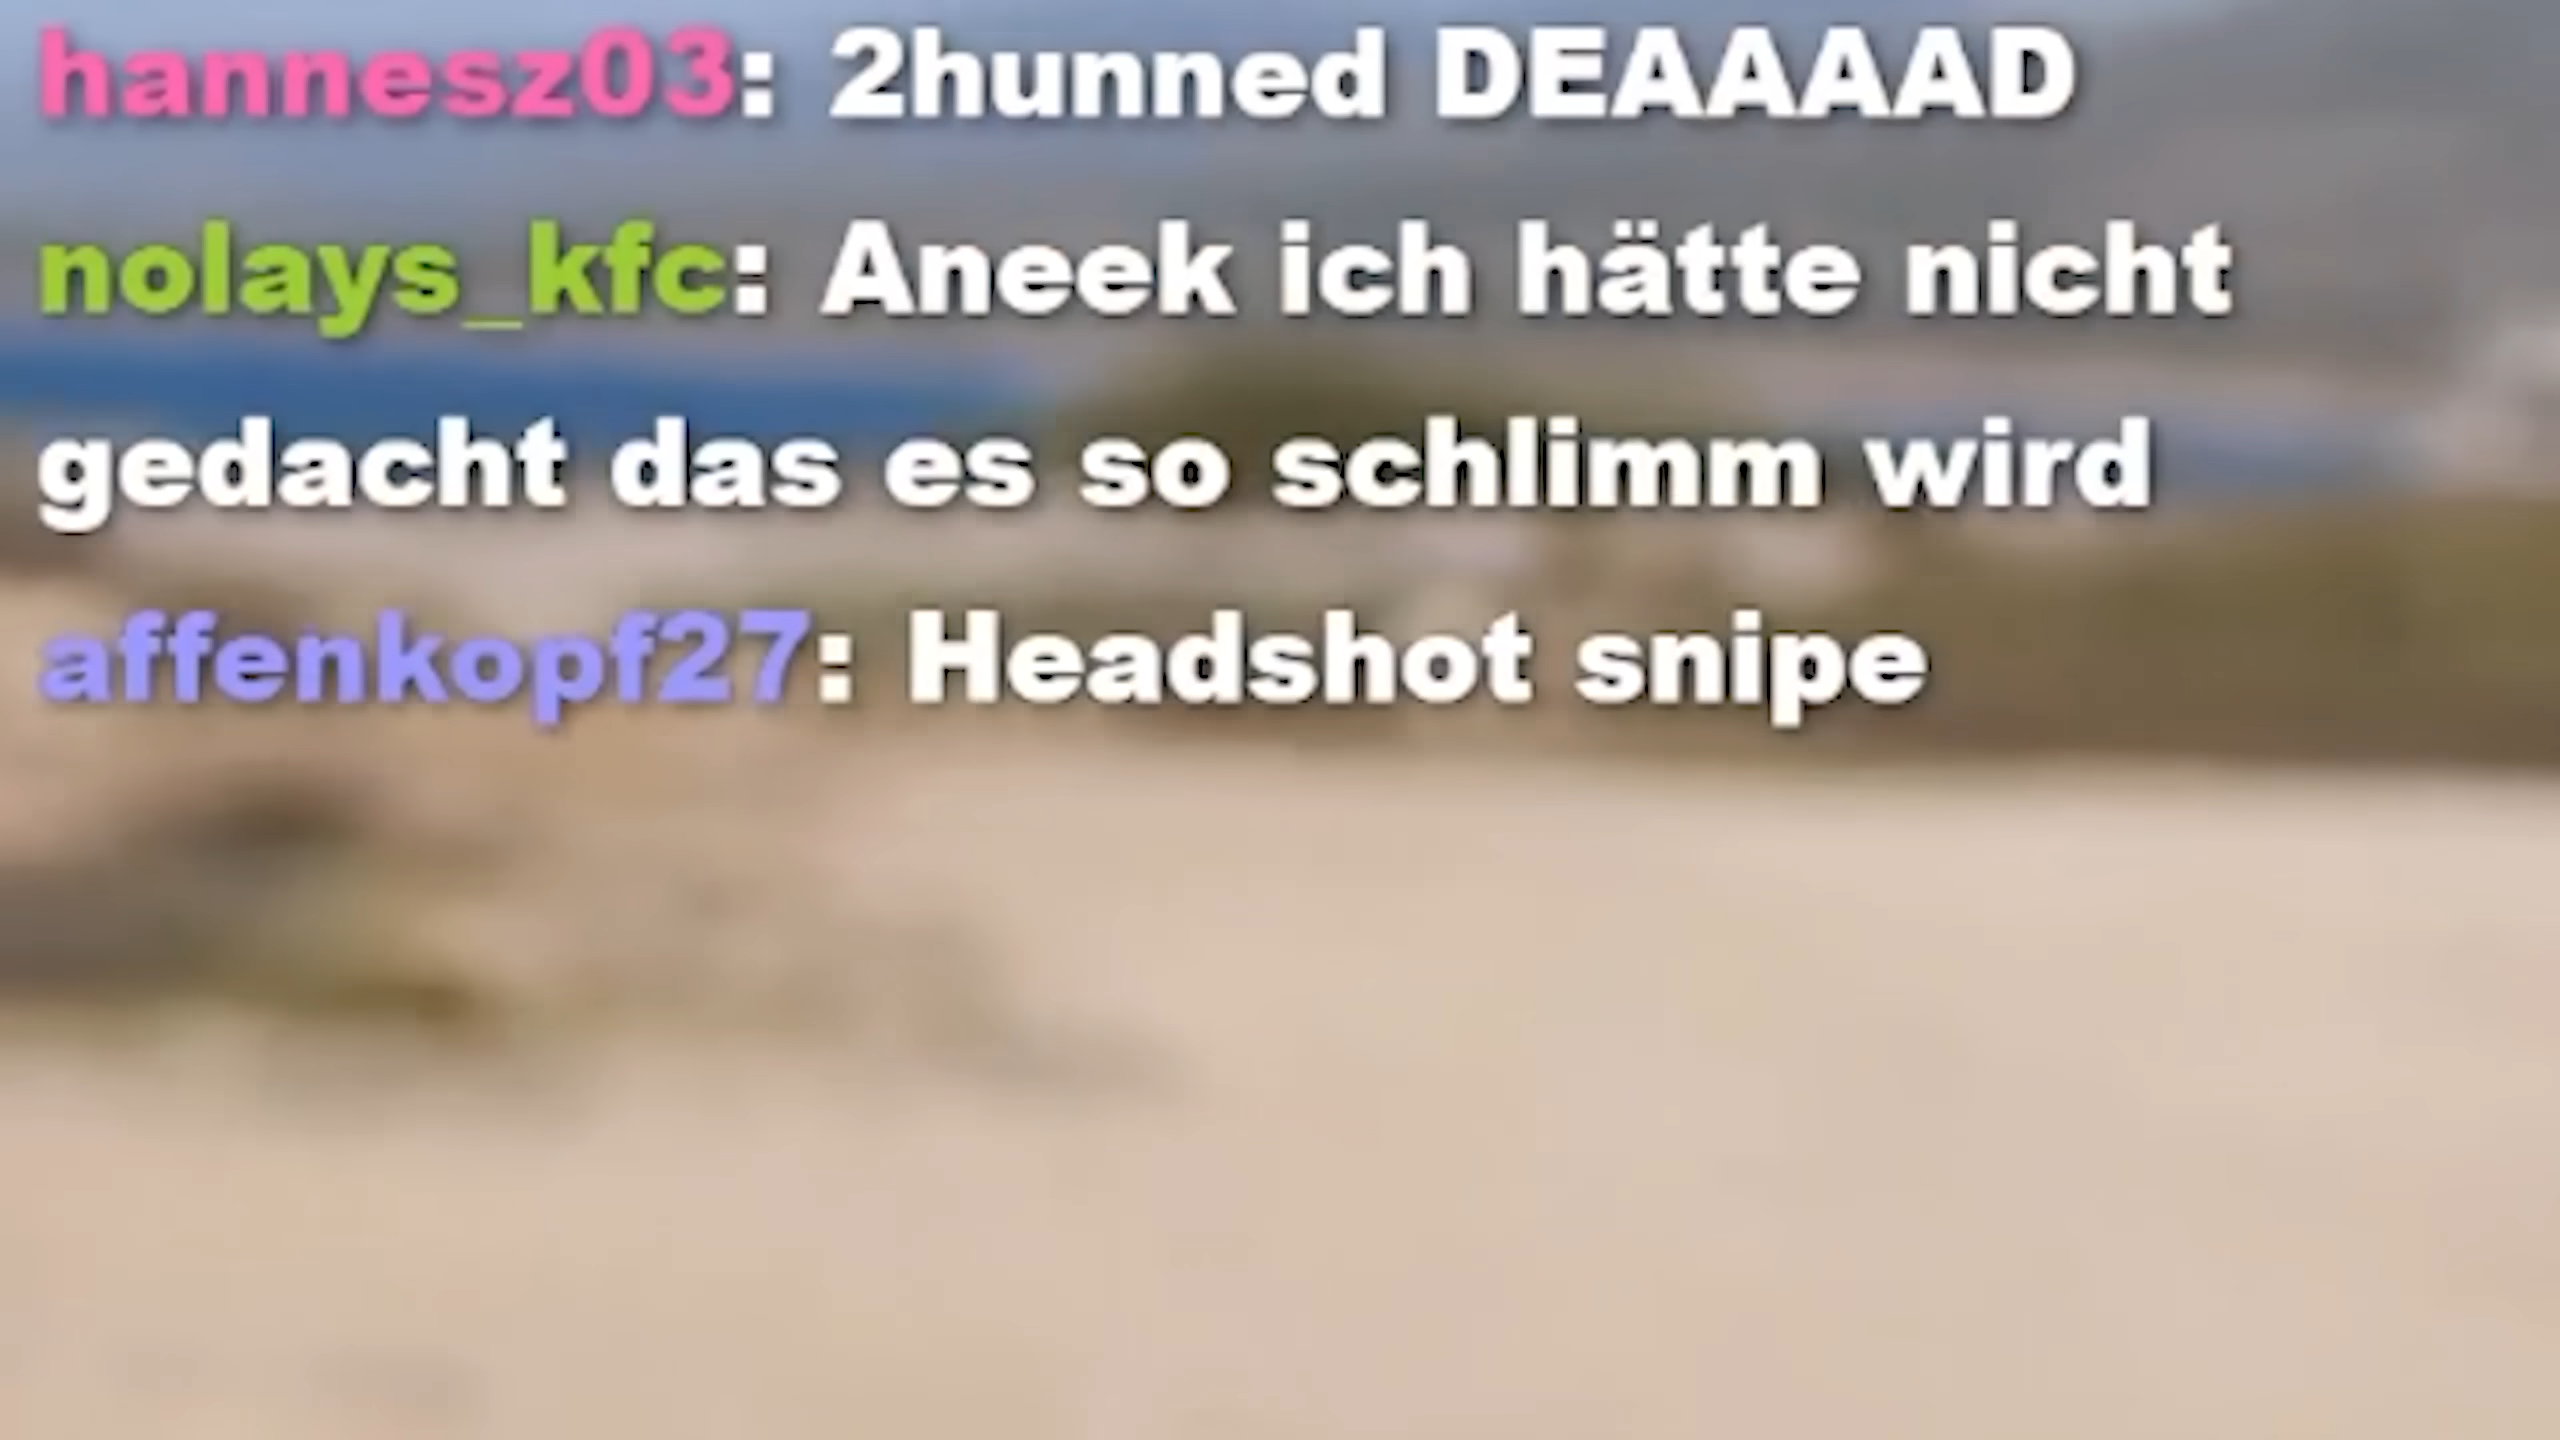 hannesz03: 2hunned DEAAAAD
nolays_kfc: Aneek ich hätte nicht
gedacht das es so schlimm wird
affenkopf27: Headshot snipe